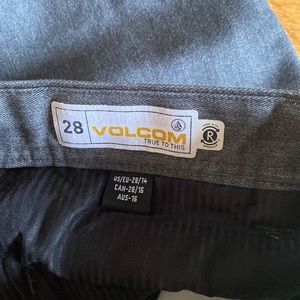 28 VOLCOM
TRUE TO THIS
R
US/EU-28/14
CAN-28/16
AUS-16